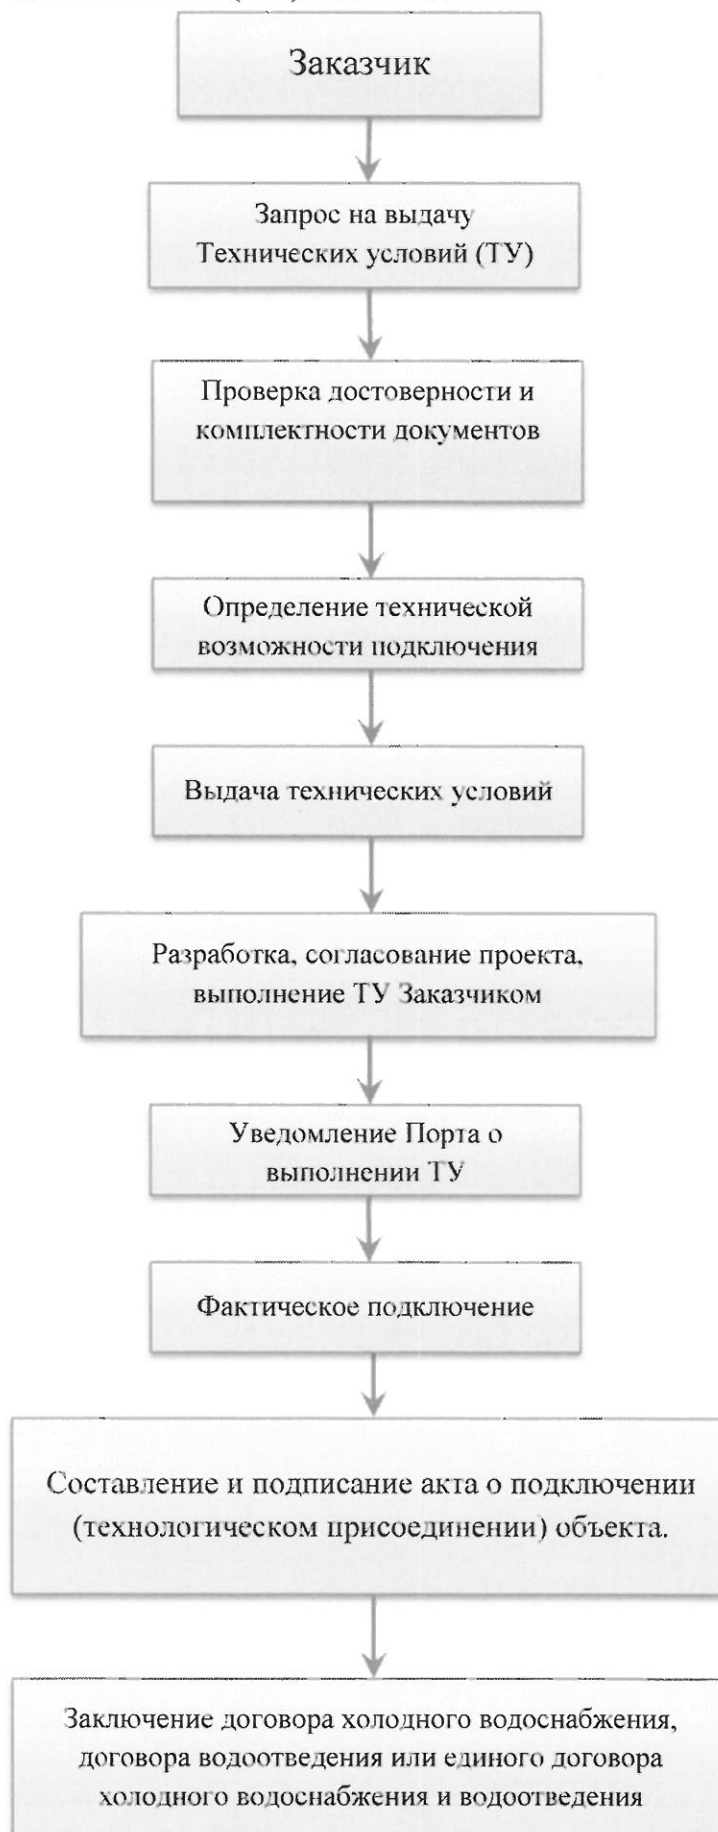 Заказчик
Запрос на выдачу
Технических условий (ТУ)
Проверка достоверности и
комплектности документов
Определение технической
возможности подключения
Выдача технических условий
Разработка, согласование проекта,
выполнение ТУ Заказчиком
Уведомление Порта о
выполнении ТУ
Фактическое подключение
Составление и подписание акта о подключении
(технологическом присоединении) объекта.
Заключение договора холодного водоснабжения,
договора водоотведения или единого договора
холодного водоснабжения и водоотведения